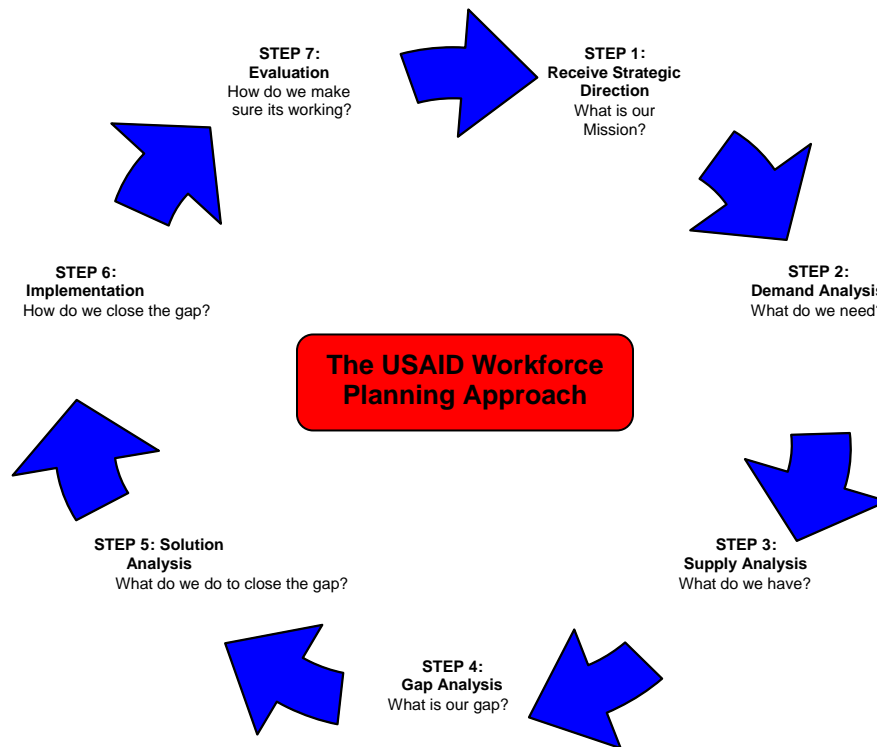 STEP 1:
Receive Strategic
Direction
What is our
Mission?
STEP 2:
Demand Analysis
What do we need?
STEP 3:
Supply Analysis
What do we have?
STEP 4:
Gap Analysis
What is our gap?
STEP 5: Solution
Analysis
What do we do to close the gap?
STEP 6:
Implementation
How do we close the gap?
STEP 7:
Evaluation
How do we make
sure its working?
The USAID Workforce
Planning Approach